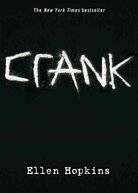 The New York Times bestseller
CRANK
Ellen Hopkins